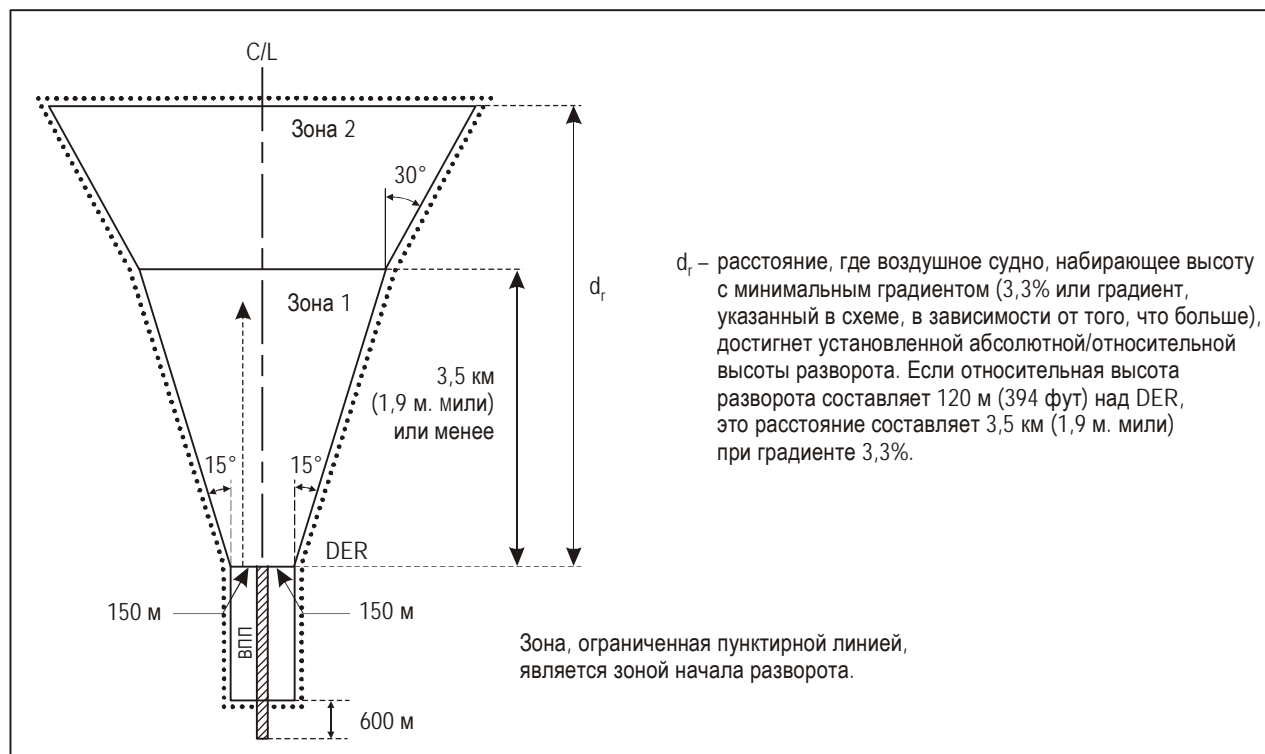 C/L
Зона 2
30°
Зона 1
dr
dr – расстояние, где воздушное судно, набирающее высоту
с минимальным градиентом (3,3% или градиент,
указанный в схеме, в зависимости от того, что больше),
достигнет установленной абсолютной/относительной
высоты разворота. Если относительная высота
разворота составляет 120 м (394 фут) над DER,
это расстояние составляет 3,5 км (1,9 м. мили)
при градиенте 3,3%.
3,5 км
(1,9 м. мили)
или менее
15°
15°
DER
150 м
150 м
ВПП
Зона, ограниченная пунктирной линией,
является зоной начала разворота.
600 м